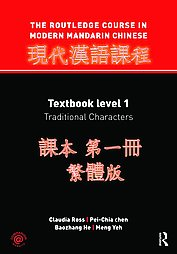 THE ROUTLEDGE COURSE IN
MODERN MANDARIN CHINESE
現代漢語課程
Textbook level 1
Traditional Characters
課本 第一冊
繁體版
Claudia Ross | Pei-Chia chen
Baozhang He | Meng Yeh
R